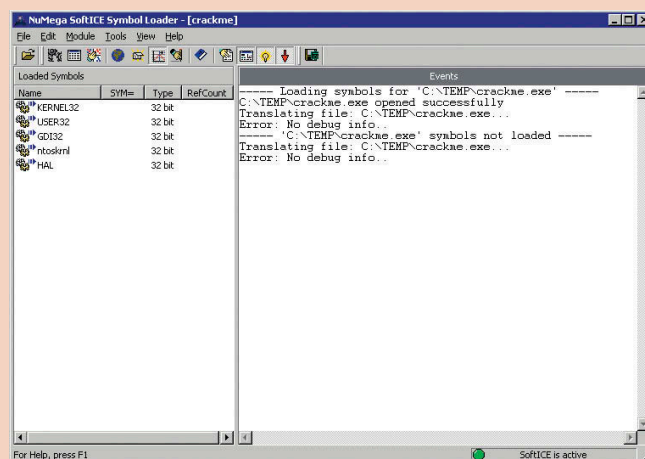 NuMega SoftICE Symbol Loader - [crackme]
File Edit Module Tools View Help
Loaded Symbols
Name SYM= Type RefCount
KERNEL32 32 bit
USER32 32 bit
GDI32 32 bit
ntoskrnl 32 bit
HAL 32 bit
Events
----- Loading symbols for 'C:\TEMP\crackme.exe' -----
C:\TEMP\crackme.exe opened successfully
Translating file: C:\TEMP\crackme.exe...
Error: No debug info..
----- 'C:\TEMP\crackme.exe' symbols not loaded -----
Translating file: C:\TEMP\crackme.exe...
Error: No debug info..
For Help, press F1
SoftICE is active